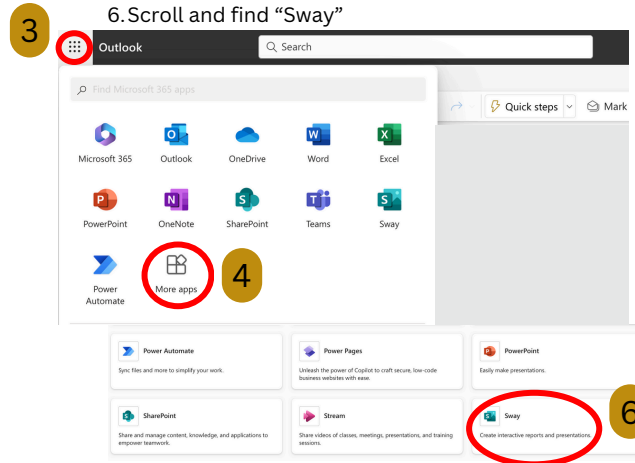 3
6. Scroll and find “Sway”
Outlook
Search
Find Microsoft 365 apps
Quick steps
Mark
Microsoft 365
Outlook
OneDrive
Word
Excel
PowerPoint
OneNote
SharePoint
Teams
Sway
Power
Automate
More apps
4
Power Automate
Sync files and more to simplify your work.
Power Pages
Unleash the power of Copilot to craft secure, low-code
business websites with ease.
PowerPoint
Easily make presentations.
SharePoint
Share and manage content, knowledge, and applications to
empower teamwork.
Stream
Share videos of classes, meetings, presentations, and training
sessions.
Sway
Create interactive reports and presentations.
6